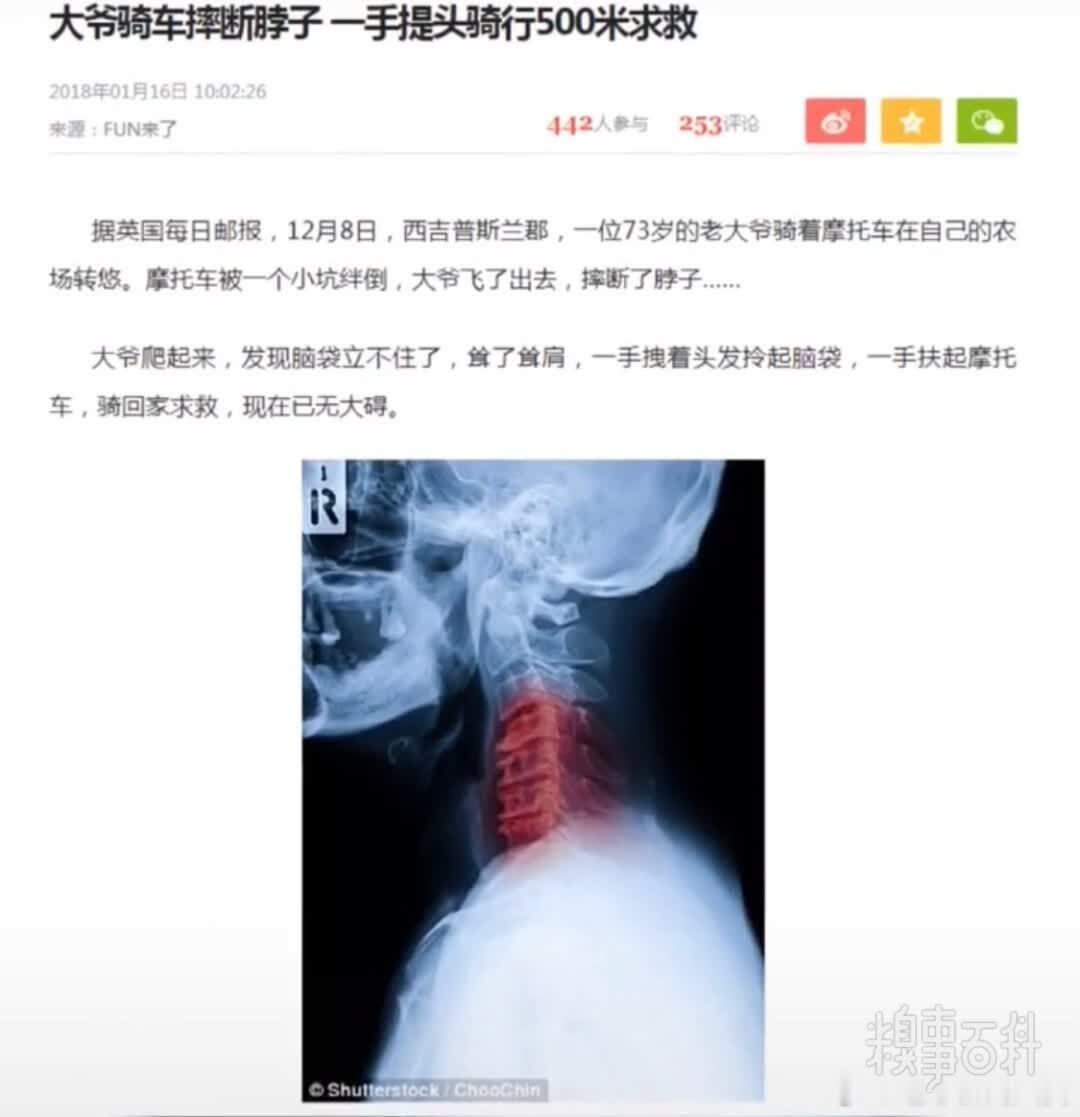 大爷骑车摔断脖子 一手提头骑行500米求救
2018年01月16日 10:02:26
来源：FUN来了
442人参与 253评论
据英国每日邮报，12月8日，西吉普斯兰郡，一位73岁的老大爷骑着摩托车在自己的农
场转悠。摩托车被一个小坑绊倒，大爷飞了出去，摔断了脖子......
大爷爬起来，发现脑袋立不住了，耸了耸肩，一手拽着头发拎起脑袋，一手扶起摩托
车，骑回家求救，现在已无大碍。
1
R
© Shutterstock / ChooChin
糗事百科